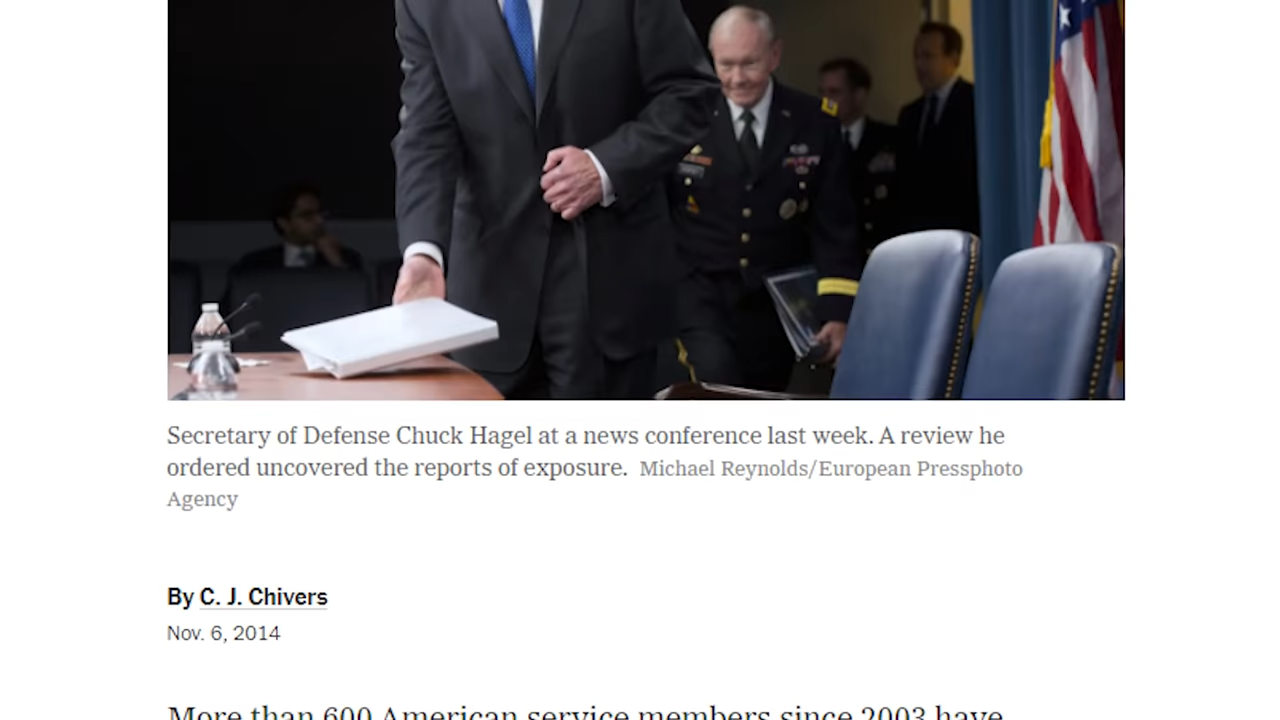 Secretary of Defense Chuck Hagel at a news conference last week. A review he
ordered uncovered the reports of exposure. Michael Reynolds/European Pressphoto
Agency
By C. J. Chivers
Nov. 6, 2014
More than 600 American service members since 2003 have